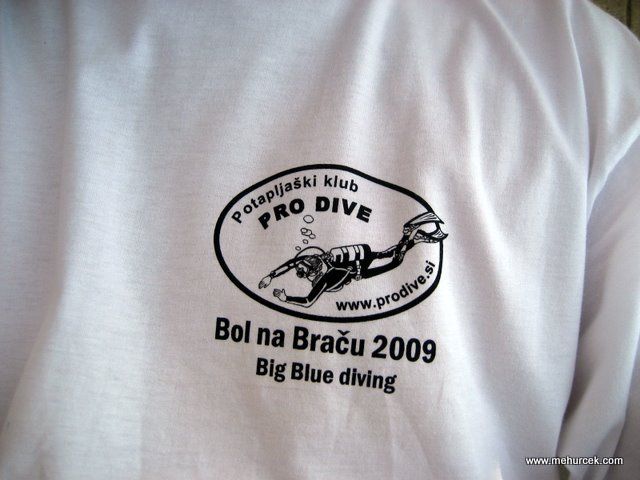 Potapljaški klub
PRO DIVE
www.prodive.si
Bol na Braču 2009
Big Blue diving
www.mehurcek.com